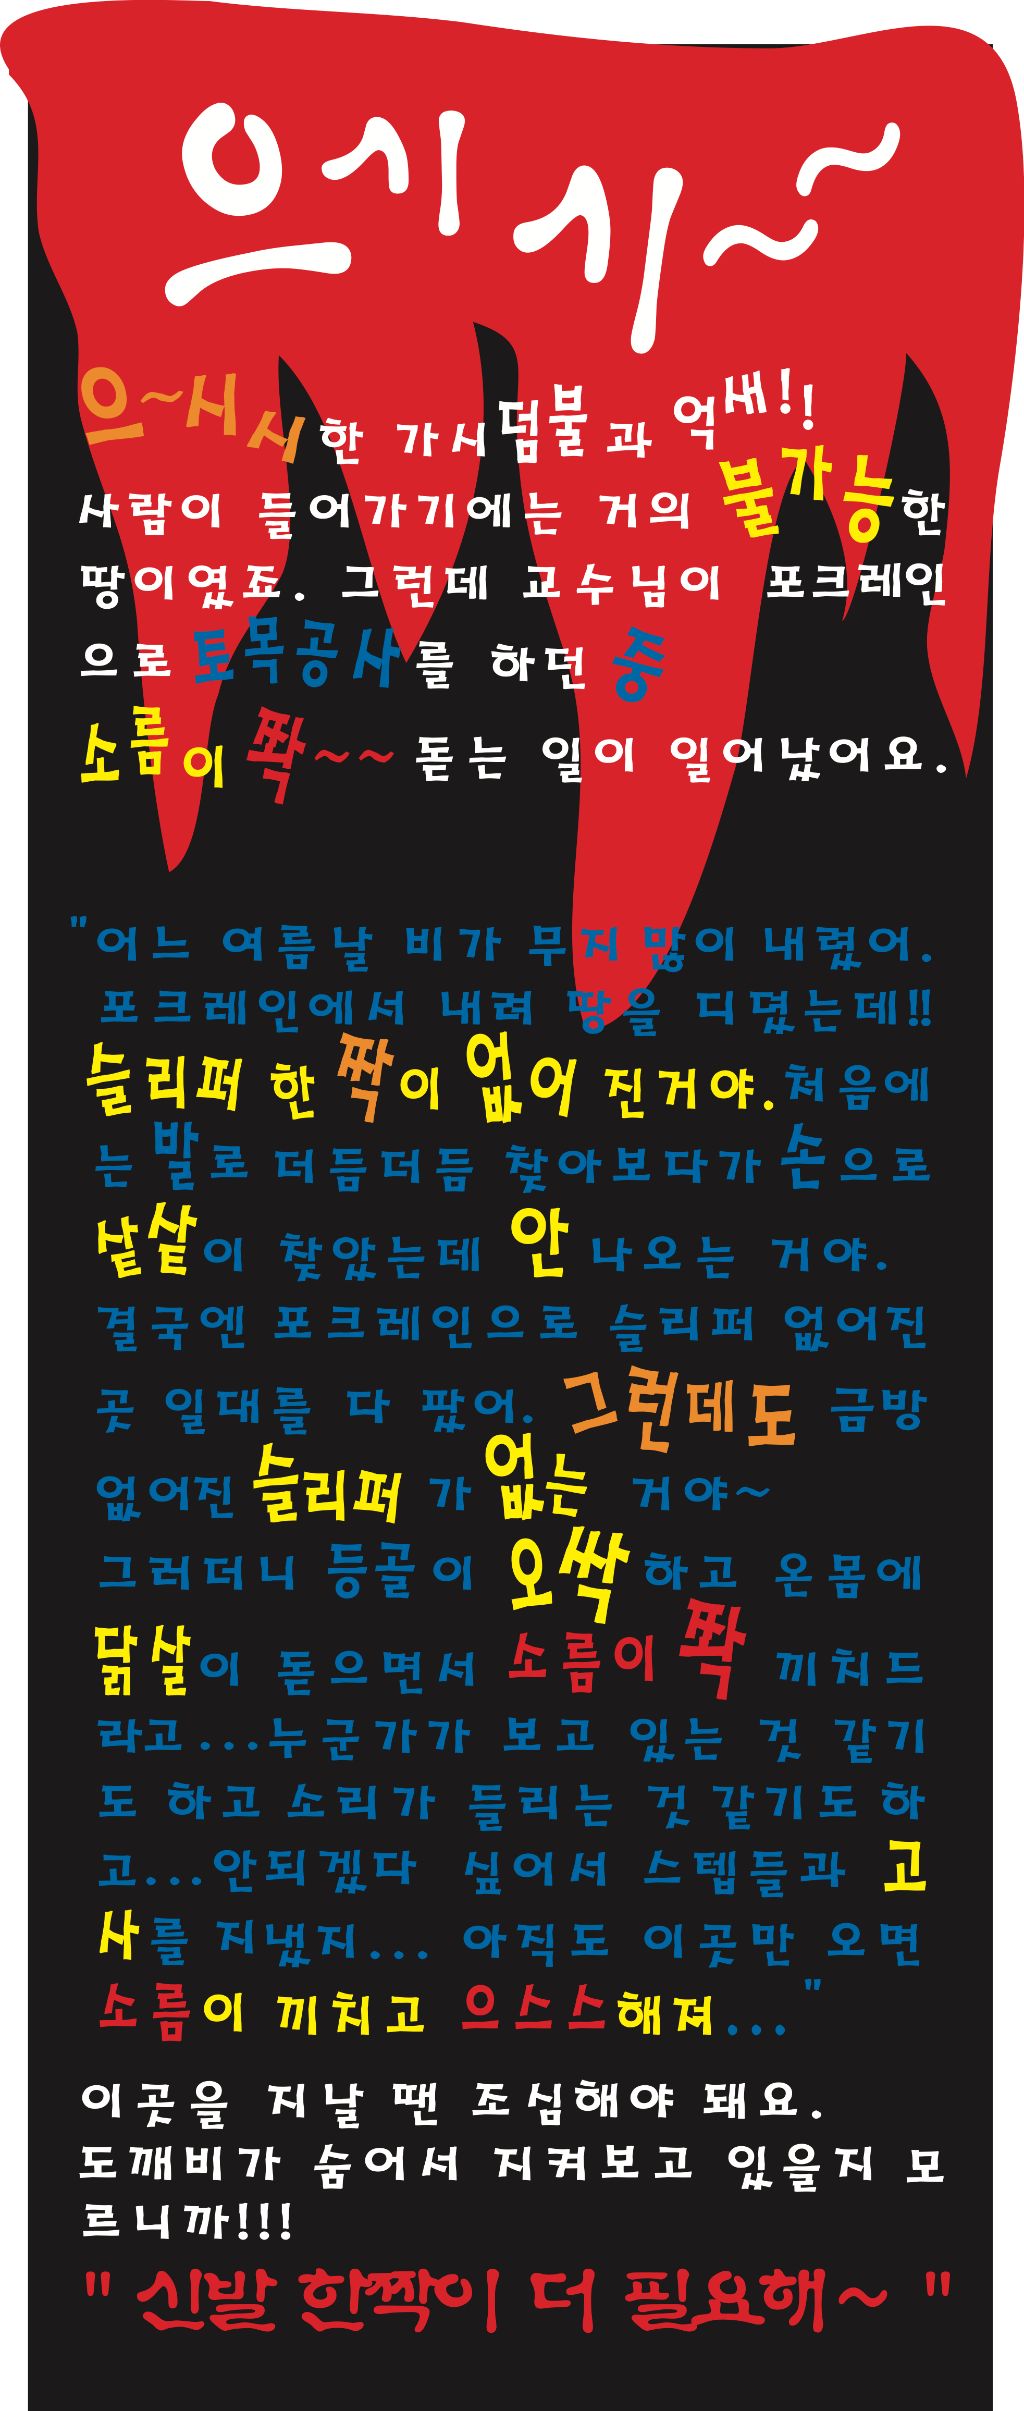 으시시~~
으~시시한 가시덤불과 억새!!
사람이 들어가기에는 거의 불가능한
땅이였죠. 그런데 교수님이 포크레인
으로 토목공사를 하던 중
소름이 쫙~~ 돋는 일이 일어났어요.
"어느 여름날 비가 무지 많이 내렸어.
포크레인에서 내려 땅을 디뎠는데!!
슬리퍼 한 쫙이 없어 진거야.처음에
는 발로 더듬더듬 찾아보다가 손으로
샅샅이 찾았는데 안 나오는 거야.
결국엔 포크레인으로 슬리퍼 없어진
곳 일대를 다 팠어. 그런데도 금방
없어진 슬리퍼가 없는 거야~
그러더니 등골이 오싹하고 온몸에
닭살이 돋으면서 소름이 쫙 끼치드
라고...누군가가 보고 있는 것 같기
도 하고 소리가 들리는 것 같기도 하
고...안되겠다 싶어서 스텝들과 고
사를 지냈지... 아직도 이곳만 오면
소름이 끼치고 으스스해져..."
이곳을 지날 땐 조심해야 돼요.
도깨비가 숨어서 지켜보고 있을지 모
르니까!!!
" 신발 한짝이 더 필요해~ "